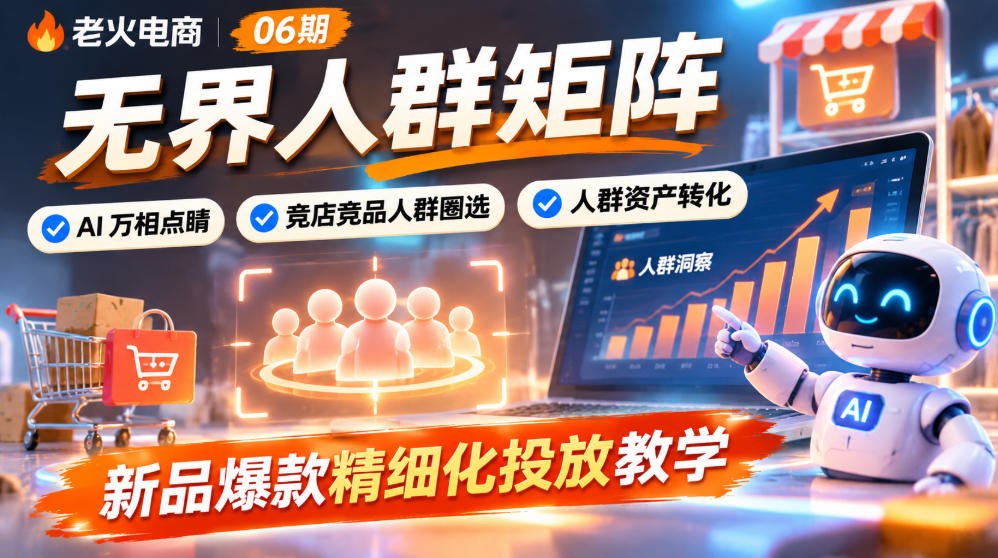 老火电商
06期
无界人群矩阵
AI 万相点睛
竞店竞品人群圈选
人群资产转化
人群洞察
AI
新品爆款精细化投放教学